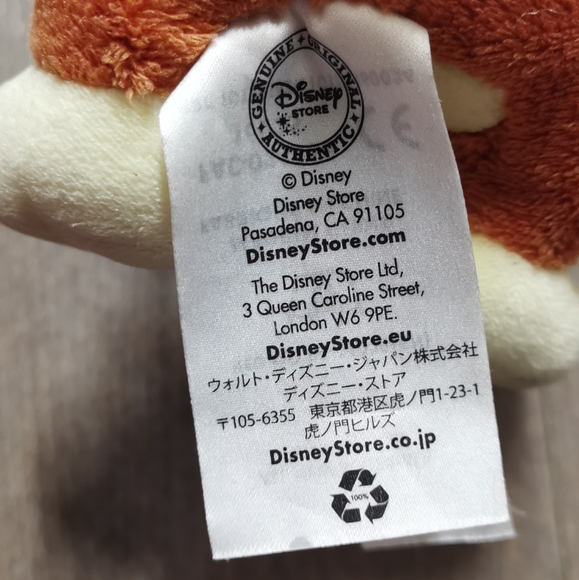 GENUINE • ORIGINAL
Disney
STORE
AUTHENTIC
© Disney
Disney Store
Pasadena, CA 91105
DisneyStore.com
The Disney Store Ltd,
3 Queen Caroline Street,
London W6 9PE.
DisneyStore.eu
ウォルト・ディズニー・ジャパン株式会社
ディズニー・ストア
〒105-6355 東京都港区虎ノ門1-23-1
虎ノ門ヒルズ
DisneyStore.co.jp
100%